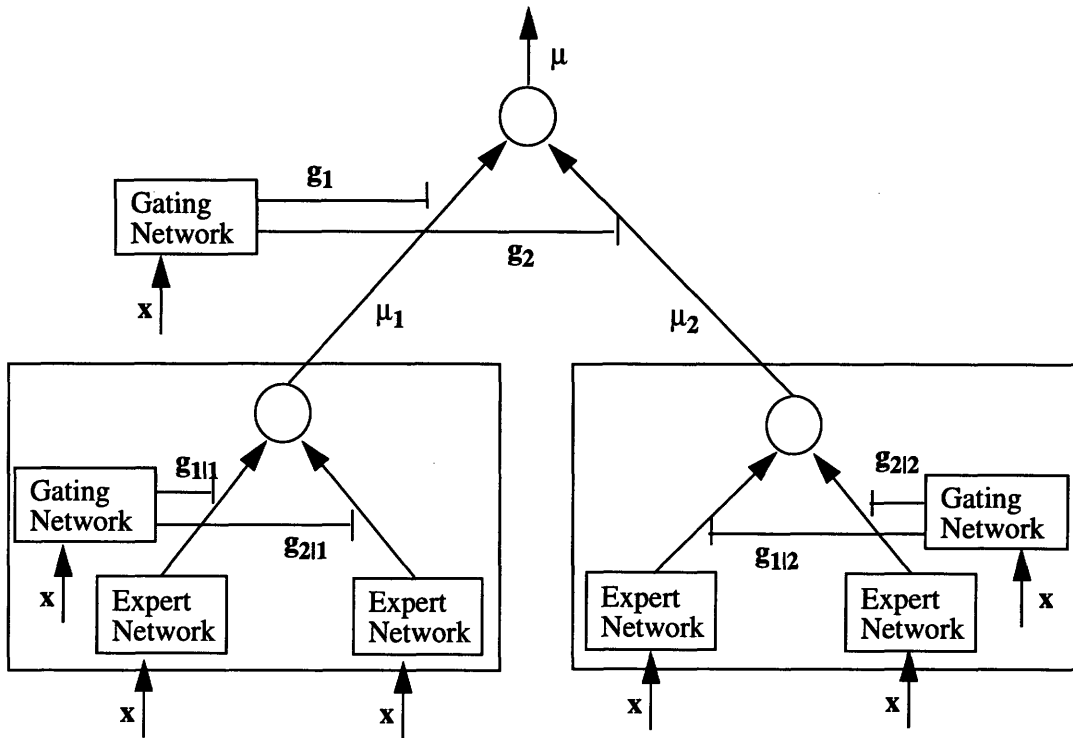 μ
g1
Gating
Network
g2
x
μ1
μ2
g1|1
Gating
Network
g2|1
x
Expert
Network
Expert
Network
x
x
g2|2
Gating
Network
g1|2
x
Expert
Network
Expert
Network
x
x